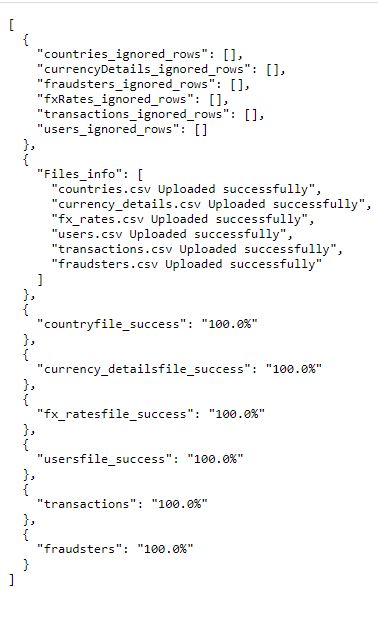 [
  {
    "countries_ignored_rows": [],
    "currencyDetails_ignored_rows": [],
    "fraudsters_ignored_rows": [],
    "fxRates_ignored_rows": [],
    "transactions_ignored_rows": [],
    "users_ignored_rows": []
  },
  {
    "Files_info": [
      "countries.csv Uploaded successfully",
      "currency_details.csv Uploaded successfully",
      "fx_rates.csv Uploaded successfully",
      "users.csv Uploaded successfully",
      "transactions.csv Uploaded successfully",
      "fraudsters.csv Uploaded successfully"
    ]
  },
  {
    "countryfile_success": "100.0%"
  },
  {
    "currency_detailsfile_success": "100.0%"
  },
  {
    "fx_ratesfile_success": "100.0%"
  },
  {
    "usersfile_success": "100.0%"
  },
  {
    "transactions": "100.0%"
  },
  {
    "fraudsters": "100.0%"
  }
]